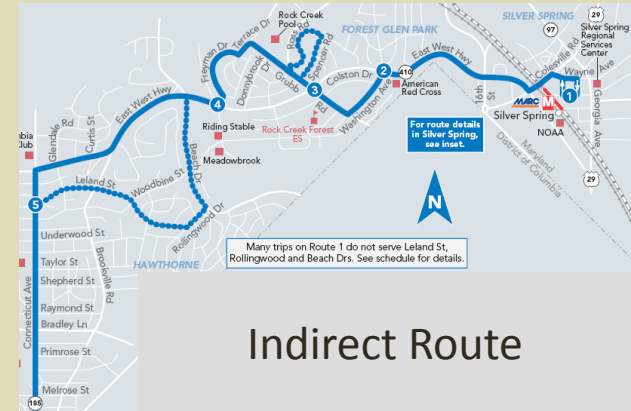 Rock Creek
Pool
FOREST GLEN PARK
SILVER SPRING
29
97
Silver Spring
Regional
Services
Center
Freyman Dr
Terrace Dr
Ross Rd
Spencer Rd
Donnybrook Dr
Grubb Rd
Colston Dr
2
410
East West Hwy
Colesville Rd
Wayne Ave
American
Red Cross
16th St
MARC
M
1
Silver Spring
NOAA
Georgia Ave
3
4
Washington Ave
Rock Creek Forest
ES
Riding Stable
Meadowbrook
East West Hwy
For route details
in Silver Spring,
see inset.
Maryland
District of Columbia
29
bia
Club
Glendale Rd
Curtis St
Leland St
Woodbine St
Beach Dr
Rollingwood Dr
5
N
Underwood St
Taylor St
HAWTHORNE
Many trips on Route 1 do not serve Leland St,
Rollingwood and Beach Drs. See schedule for details.
Shepherd St
Brookville Rd
Raymond St
Bradley Ln
Connecticut Ave
Primrose St
Melrose St
185
Indirect Route